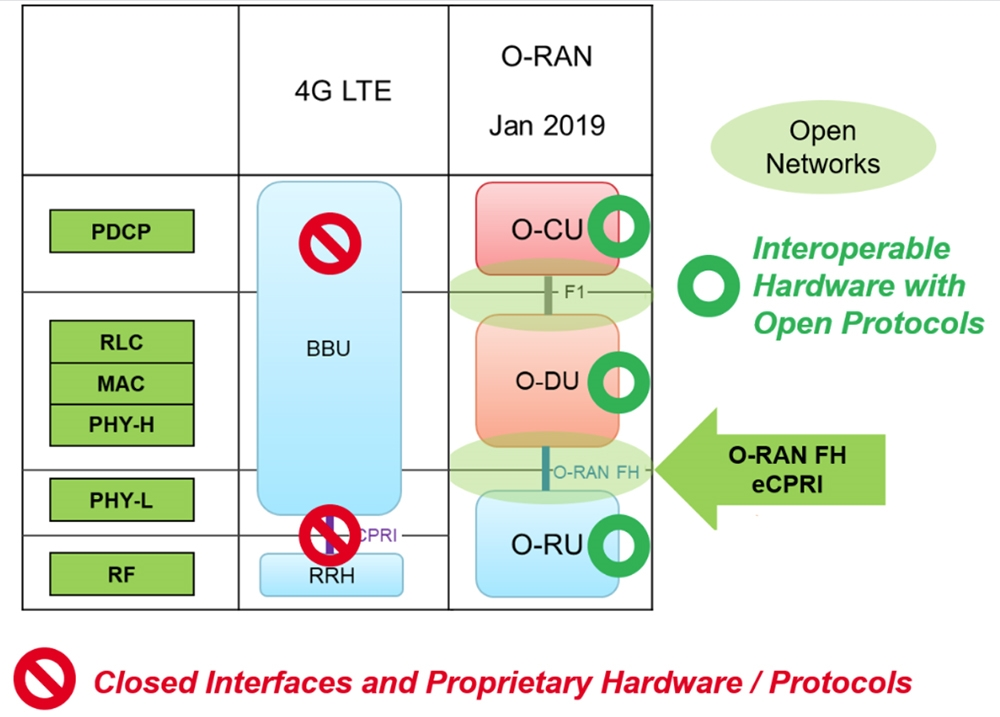 4G LTE
O-RAN
Jan 2019
Open
Networks
PDCP
O-CU
Interoperable
Hardware with
Open Protocols
F1
RLC
MAC
PHY-H
BBU
O-DU
O-RAN FH
O-RAN FH
eCPRI
PHY-L
CPRI
O-RU
RF
RRH
Closed Interfaces and Proprietary Hardware / Protocols